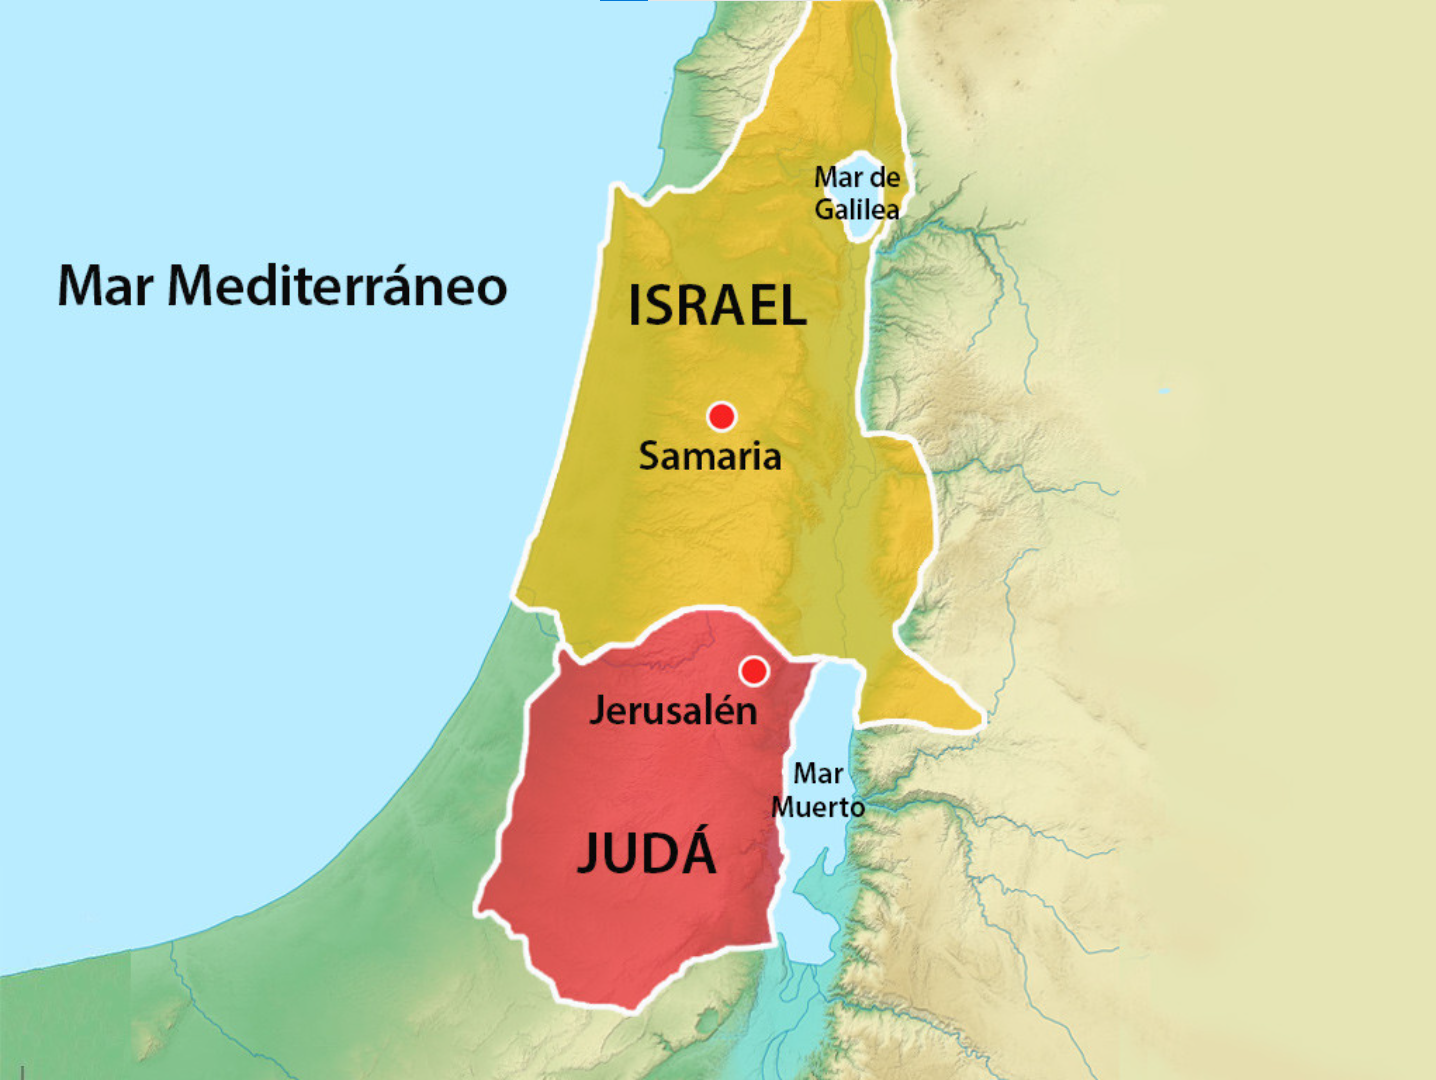 Mar de
Galilea
Mar Mediterráneo
ISRAEL
Samaria
Jerusalén
Mar
Muerto
JUDÁ